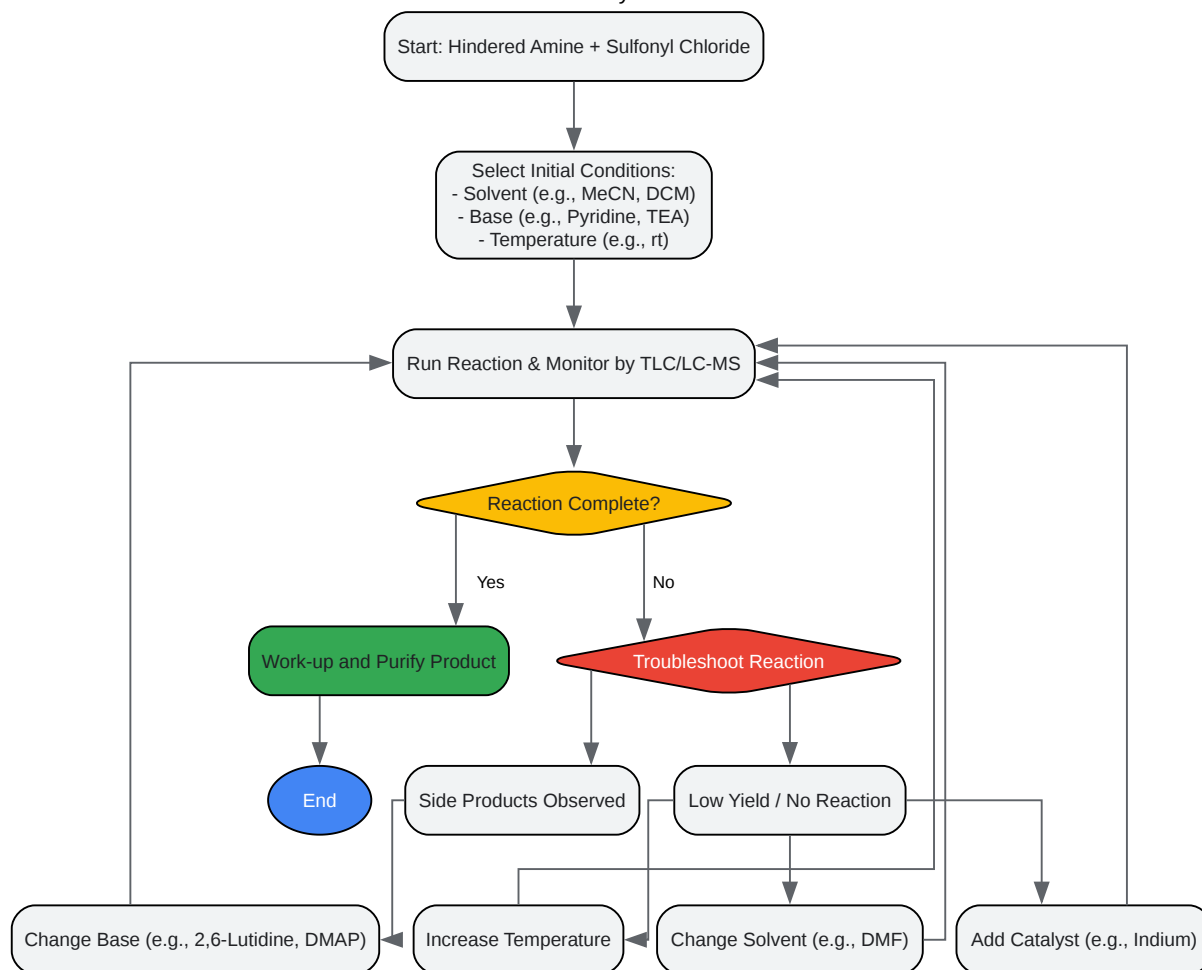 Start: Hindered Amine + Sulfonyl Chloride
Select Initial Conditions:
- Solvent (e.g., MeCN, DCM)
- Base (e.g., Pyridine, TEA)
- Temperature (e.g., rt)
Run Reaction & Monitor by TLC/LC-MS
Reaction Complete?
Yes
No
Work-up and Purify Product
Troubleshoot Reaction
End
Side Products Observed
Low Yield / No Reaction
Change Base (e.g., 2,6-Lutidine, DMAP)
Increase Temperature
Change Solvent (e.g., DMF)
Add Catalyst (e.g., Indium)